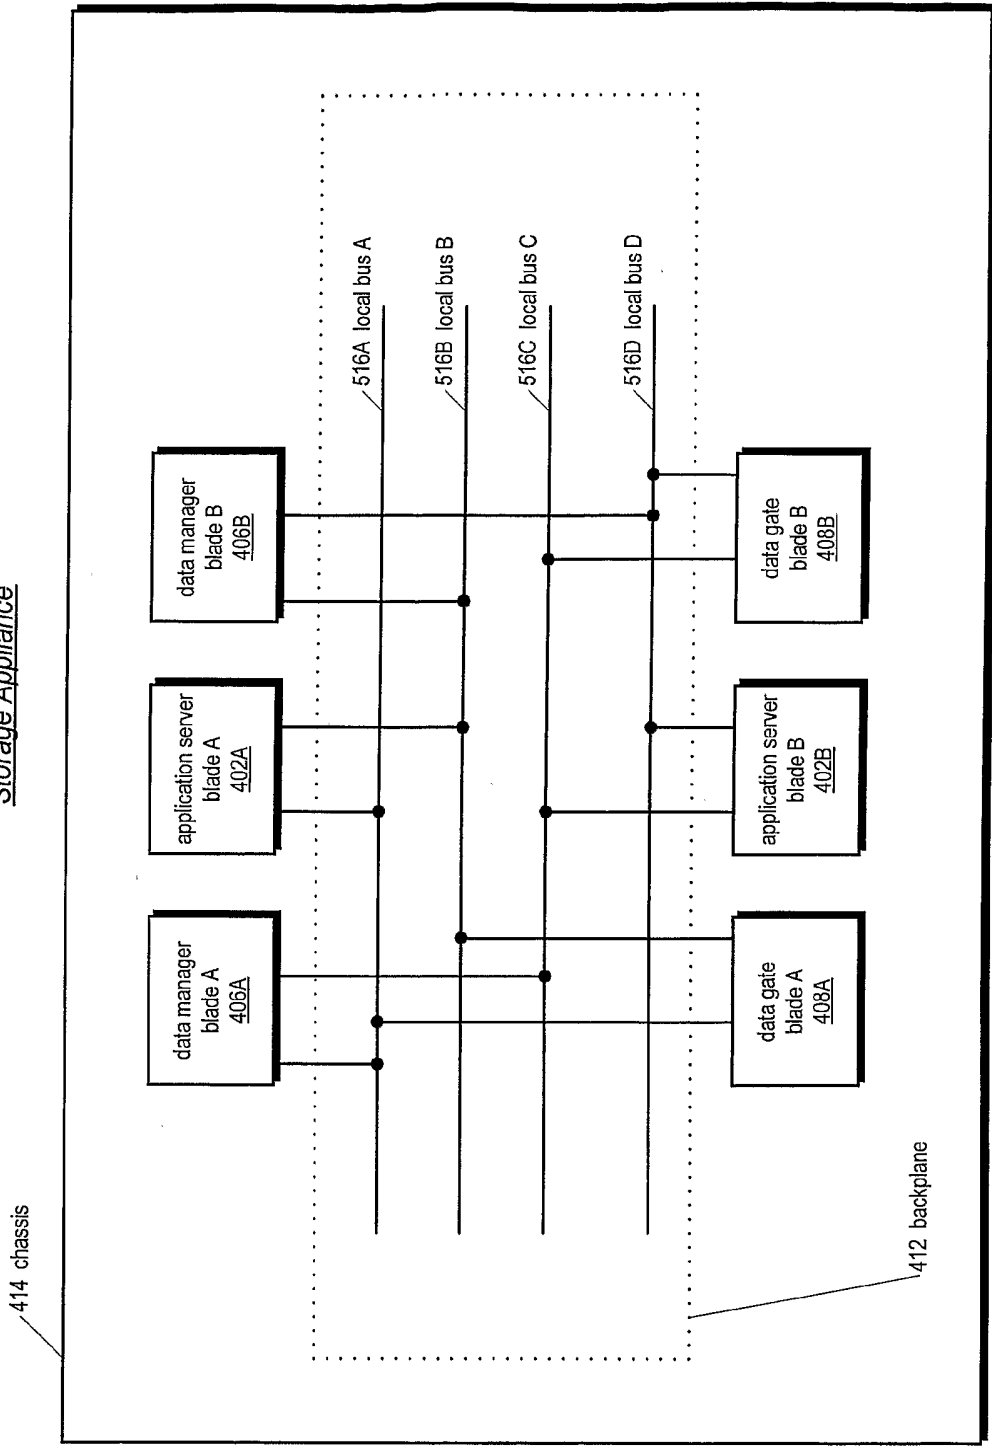 Storage Appliance
414 chassis
data manager
blade A
406A
application server
blade A
402A
data manager
blade B
406B
516A local bus A
516B local bus B
516C local bus C
516D local bus D
data gate
blade A
408A
application server
blade B
402B
data gate
blade B
408B
412 backplane